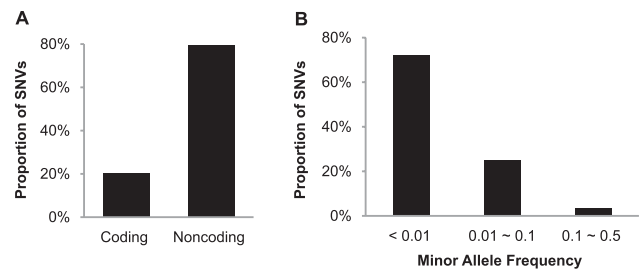 A
Proportion of SNVs
80%
60%
40%
20%
0%
Coding
Noncoding
B
Proportion of SNVs
80%
60%
40%
20%
0%
< 0.01
0.01 ~ 0.1
0.1 ~ 0.5
Minor Allele Frequency